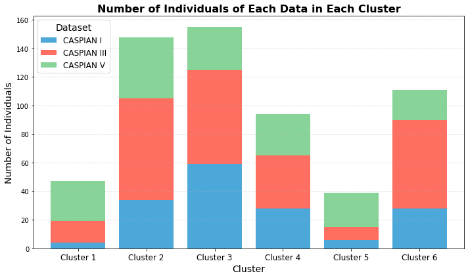 Number of Individuals of Each Data in Each Cluster
Dataset
CASPIAN I
CASPIAN III
CASPIAN V
Number of Individuals
160
140
120
100
80
60
40
20
0
Cluster 1 Cluster 2 Cluster 3 Cluster 4 Cluster 5 Cluster 6
Cluster